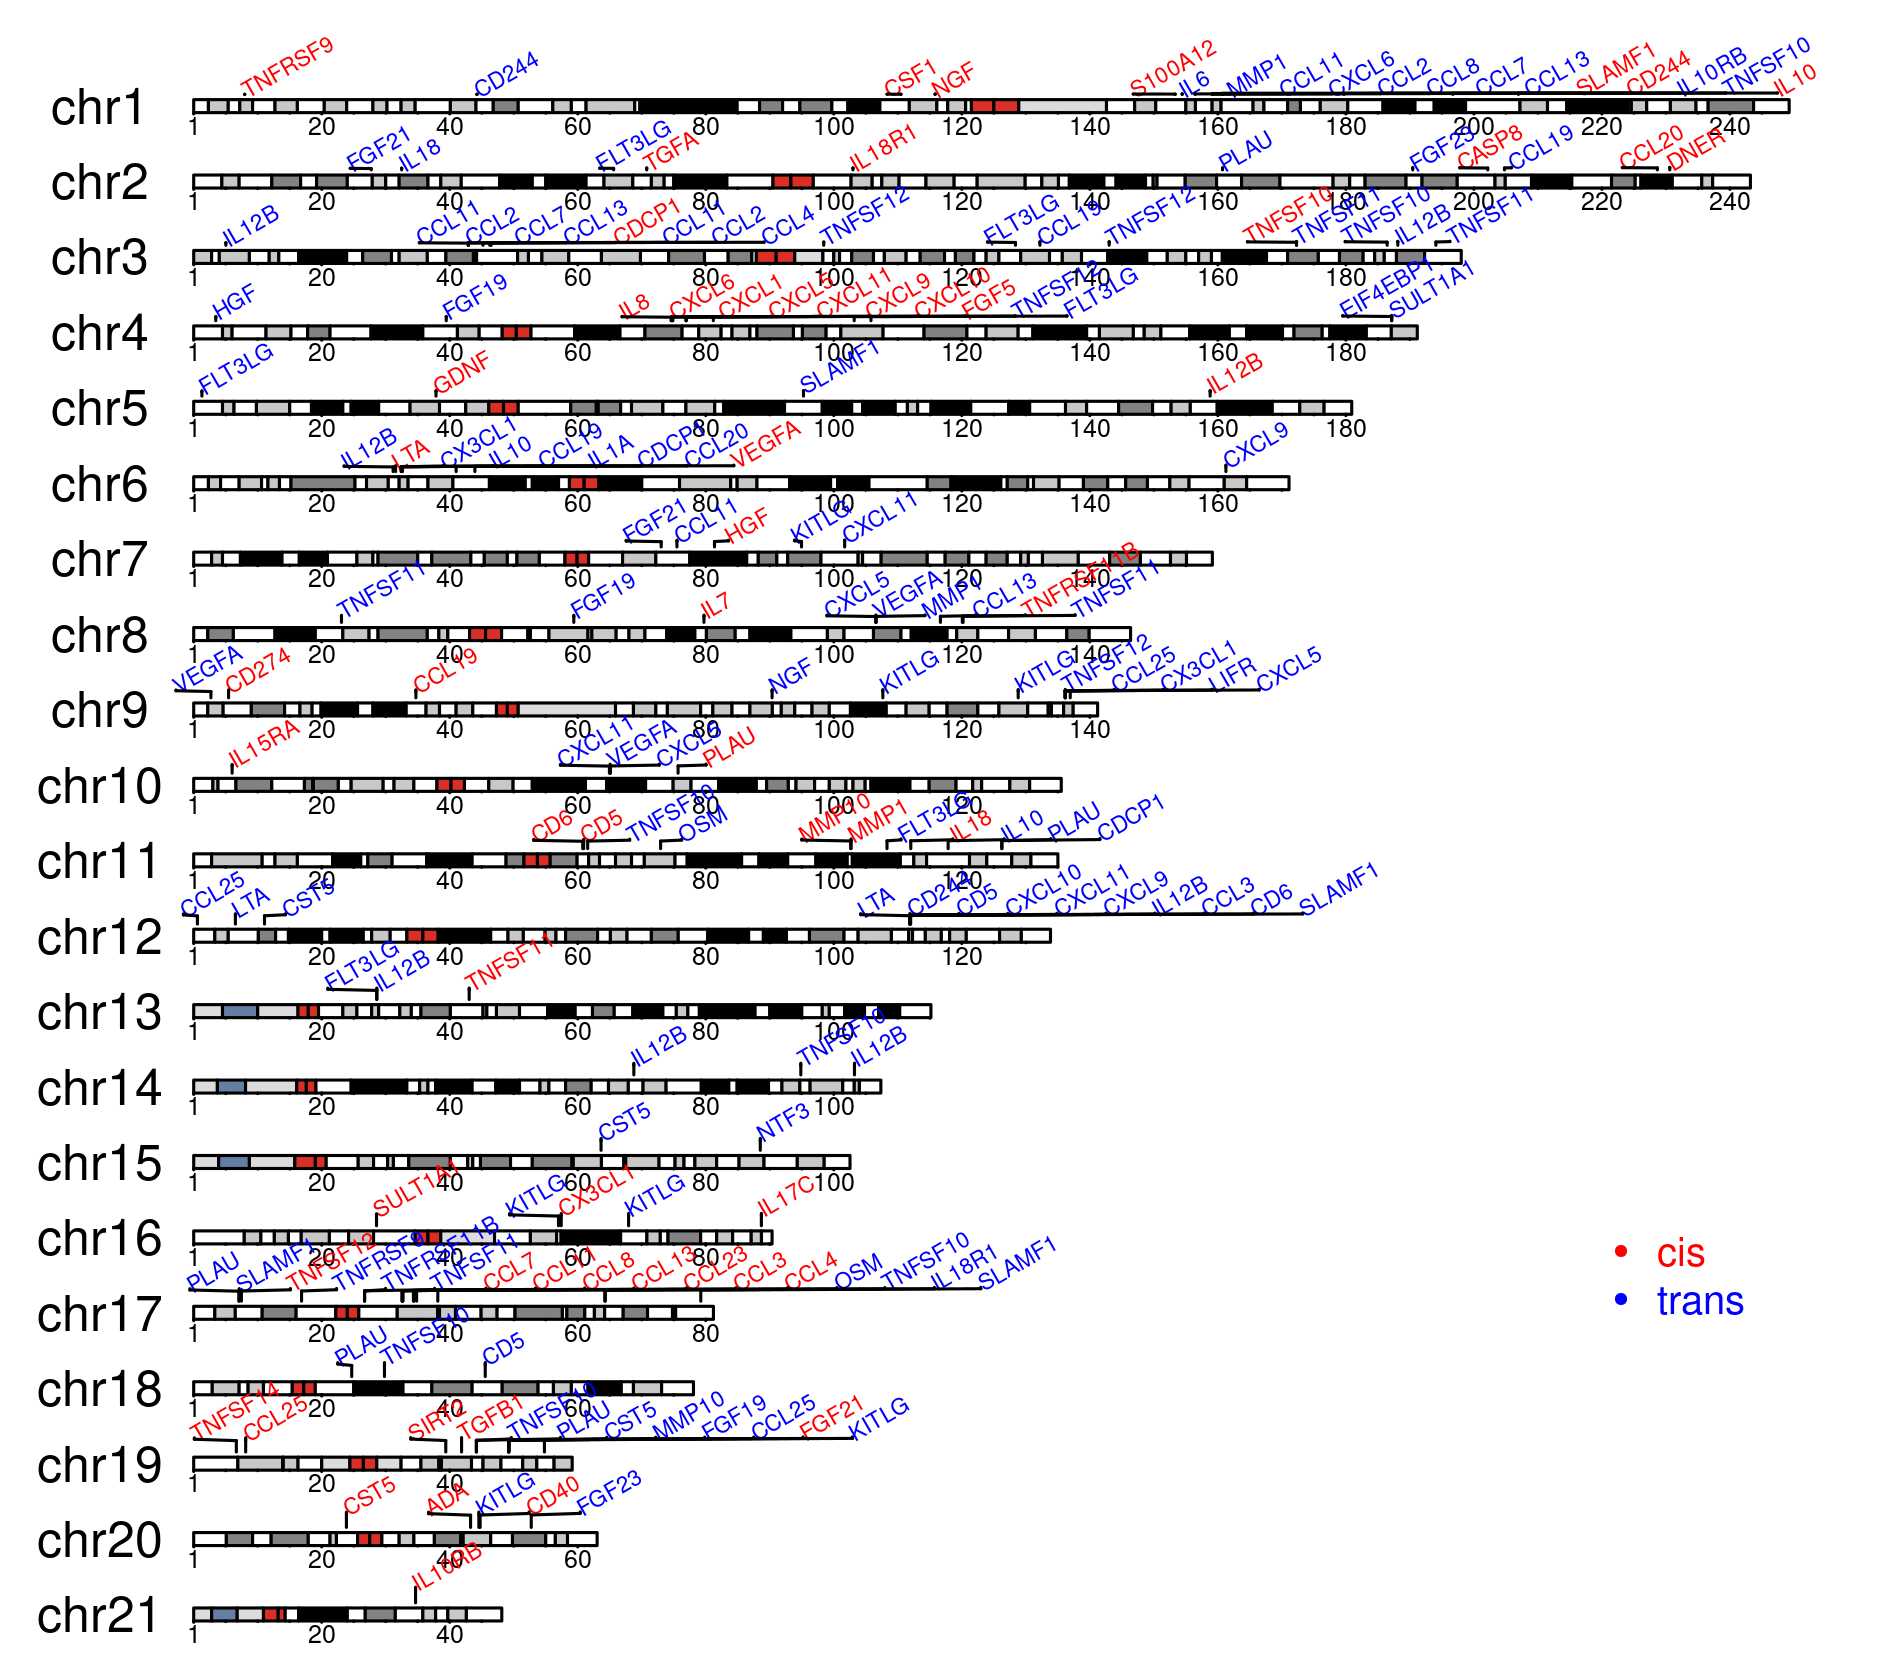 TNFRSF9 CD244 CSF1 NGF S100A12 IL6 MMP1 CCL11 CXCL6 CCL2 CCL8 CCL7 CCL13 SLAMF1 CD244 IL10RB TNFSF10 IL10
chr1
1 20 40 60 80 100 120 140 160 180 200 220 240
FGF21 IL18 FLT3LG TGFA IL18R1 PLAU FGF23 CASP8 CCL19 CCL20 DNER
chr2
1 20 40 60 80 100 120 140 160 180 200 220 240
IL12B CCL11 CCL2 CCL7 CCL13 CDCP1 CCL11 CCL2 CCL4 TNFSF12 FLT3LG CCL19 TNFSF12 TNFSF10 TNFSF11 TNFSF10 IL12B TNFSF11
chr3
1 20 40 60 80 100 120 140 160 180
HGF FGF19 IL8 CXCL6 CXCL1 CXCL5 CXCL11 CXCL9 CXCL10 FGF5 TNFSF12 FLT3LG EIF4EBP1 SULT1A1
chr4
1 20 40 60 80 100 120 140 160 180
FLT3LG GDNF SLAMF1 IL12B
chr5
1 20 40 60 80 100 120 140 160 180
IL12B LTA CX3CL1 IL10 CCL19 IL1A CDCP1 CCL20 VEGFA CXCL9
chr6
1 20 40 60 80 100 120 140 160
FGF21 CCL11 HGF KITLG CXCL11
chr7
1 20 40 60 80 100 120 140
TNFSF11 FGF19 IL7 CXCL5 VEGFA MMP1 CCL13 TNFRSF11B TNFSF11
chr8
1 20 40 60 80 100 120 140
VEGFA CD274 CCL19 NGF KITLG KITLG TNFSF12 CCL25 CX3CL1 LIFR CXCL5
chr9
1 20 40 60 80 100 120 140
IL15RA CXCL11 VEGFA CXCL5 PLAU
chr10
1 20 40 60 80 100 120
CD6 CD5 TNFSF10 OSM MMP10 MMP1 FLT3LG IL18 IL10 PLAU CDCP1
chr11
1 20 40 60 80 100 120
CCL25 LTA CST5 LTA CD244 CD5 CXCL10 CXCL11 CXCL9 IL12B CCL3 CD6 SLAMF1
chr12
1 20 40 60 80 100 120
FLT3LG IL12B TNFSF11
chr13
1 20 40 60 80 100
IL12B TNFSF10 IL12B
chr14
1 20 40 60 80 100
CST5 NTF3
chr15
1 20 40 60 80 100
SULT1A1 KITLG CX3CL1 KITLG IL17C
chr16
1 20 40 60 80
PLAU SLAMF1 TNFSF12 TNFRSF9 TNFRSF11B TNFSF11 CCL7 CCL11 CCL8 CCL13 CCL23 CCL3 CCL4 OSM TNFSF10 IL18R1 SLAMF1
chr17
1 20 40 60 80
PLAU TNFSF10 CD5
chr18
1 20 40 60
TNFSF14 CCL25 SIRT2 TGFB1 TNFSF10 PLAU CST5 MMP10 FGF19 CCL25 FGF21 KITLG
chr19
1 20 40
CST5 ADA KITLG CD40 FGF23
chr20
1 20 40 60
IL10RB
chr21
1 20 40
cis
trans